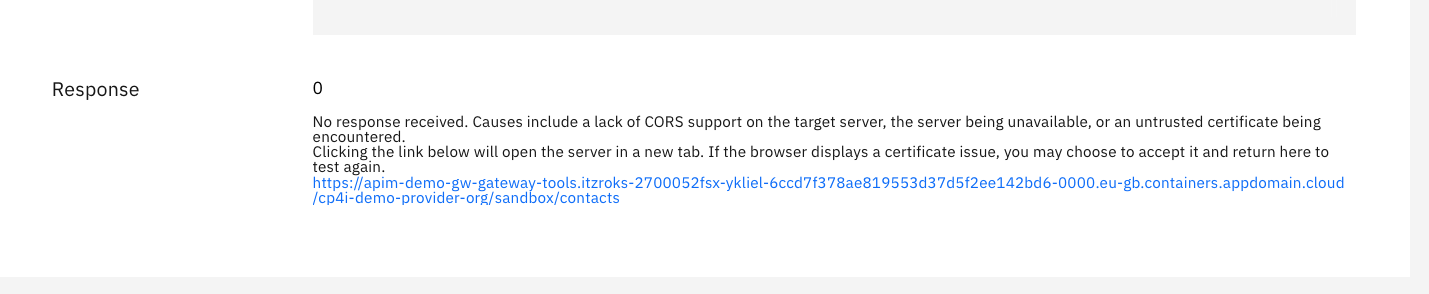 Response
0
No response received. Causes include a lack of CORS support on the target server, the server being unavailable, or an untrusted certificate being
encountered.
Clicking the link below will open the server in a new tab. If the browser displays a certificate issue, you may choose to accept it and return here to
test again.
https://apim-demo-gw-gateway-tools.itzroks-2700052fsx-ykliel-6ccd7f378ae819553d37d5f2ee142bd6-0000.eu-gb.containers.appdomain.cloud
/cp4i-demo-provider-org/sandbox/contacts